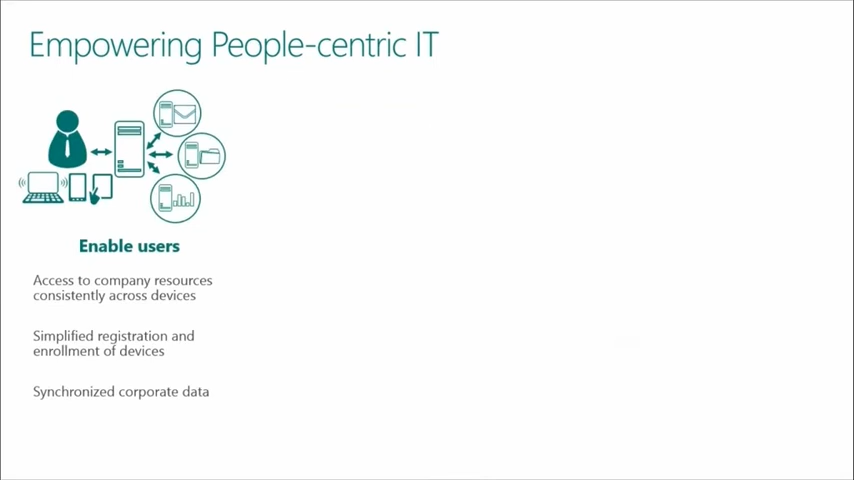 Empowering People-centric IT
Enable users
Access to company resources
consistently across devices
Simplified registration and
enrollment of devices
Synchronized corporate data